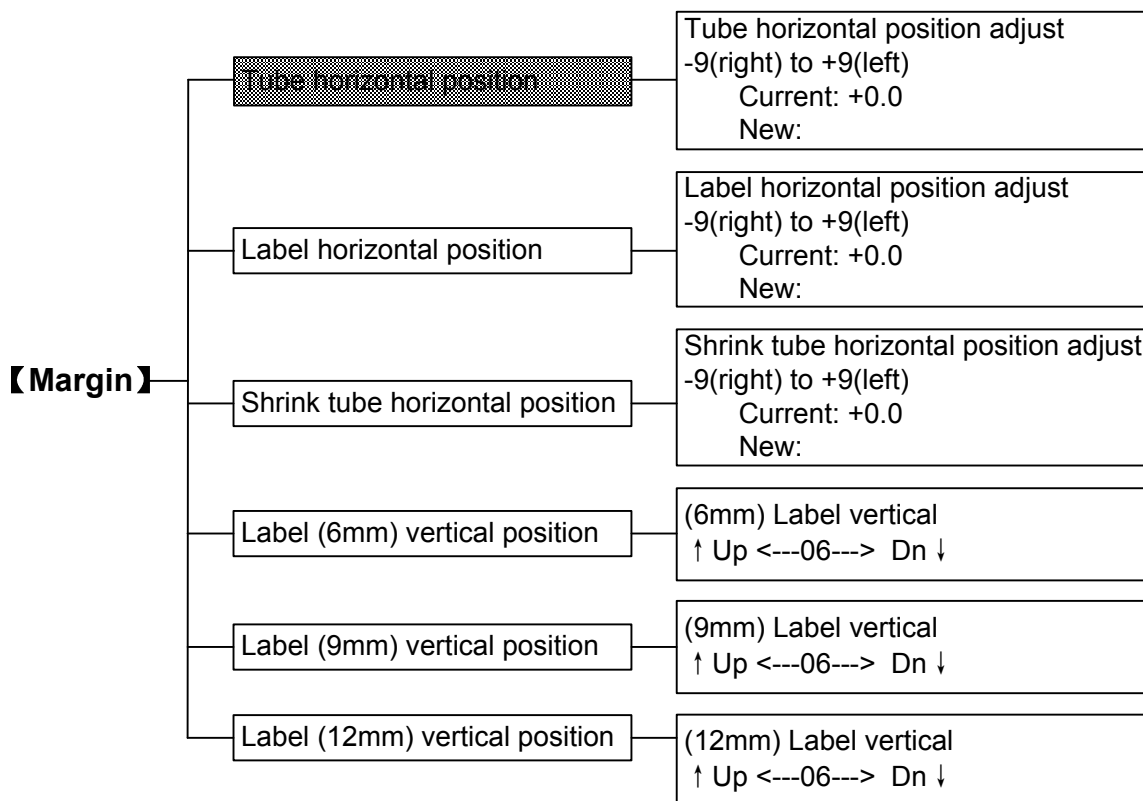 Tube horizontal position
Tube horizontal position adjust
-9(right) to +9(left)
Current: +0.0
New:
Label horizontal position
Label horizontal position adjust
-9(right) to +9(left)
Current: +0.0
New:
【Margin】
Shrink tube horizontal position
Shrink tube horizontal position adjust
-9(right) to +9(left)
Current: +0.0
New:
Label (6mm) vertical position
(6mm) Label vertical
↑ Up <---06---> Dn ↓
Label (9mm) vertical position
(9mm) Label vertical
↑ Up <---06---> Dn ↓
Label (12mm) vertical position
(12mm) Label vertical
↑ Up <---06---> Dn ↓